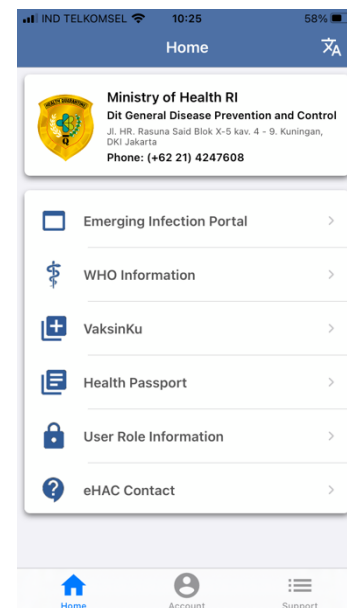 IND TELKOMSEL 10:25 58%
Home
Ministry of Health RI
Dit General Disease Prevention and Control
Jl. HR. Rasuna Said Blok X-5 kav. 4 - 9. Kuningan,
DKI Jakarta
Phone: (+62 21) 4247608
Emerging Infection Portal
WHO Information
VaksinKu
Health Passport
User Role Information
eHAC Contact
Home Account Support